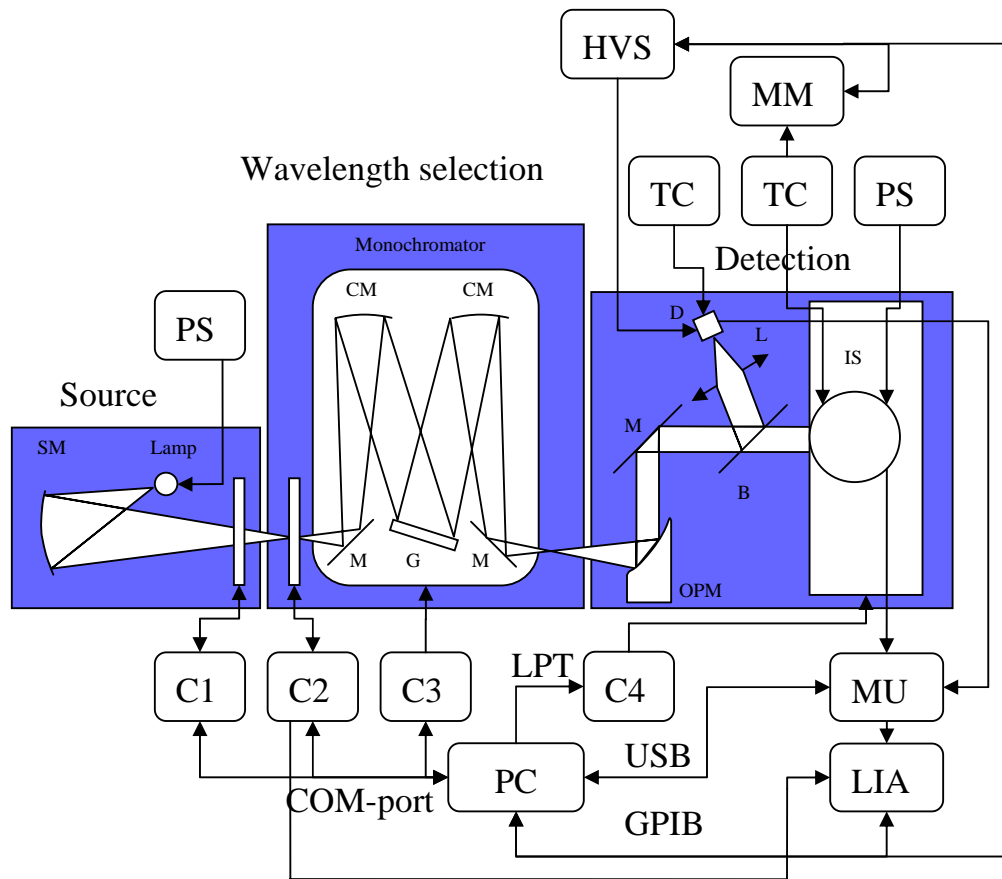 HVS
MM
Wavelength selection
TC
TC
PS
Monochromator
Detection
CM
CM
D
L
PS
IS
Source
M
SM
Lamp
B
M
G
M
OPM
LPT
C1
C2
C3
C4
MU
USB
PC
LIA
COM-port
GPIB